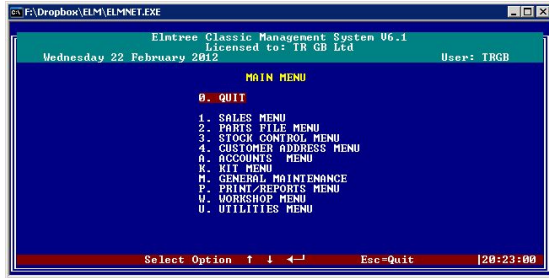 F:\Dropbox\ELM\ELMNET.EXE
Elmtree Classic Management System V6.1
Licensed to: TR GB Ltd
Wednesday 22 February 2012 User: TRGB
MAIN MENU
0. QUIT
1. SALES MENU
2. PARTS FILE MENU
3. STOCK CONTROL MENU
4. CUSTOMER ADDRESS MENU
A. ACCOUNTS MENU
K. KIT MENU
M. GENERAL MAINTENANCE
P. PRINT/REPORTS MENU
W. WORKSHOP MENU
U. UTILITIES MENU
Select Option ↑ ↓ ←┘ Esc=Quit |20:23:00